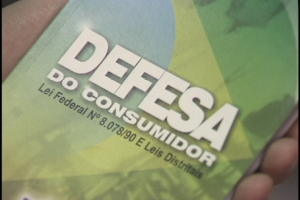 DEFESA
DO CONSUMIDOR
Lei Federal Nº 8.078/90 E Leis Distritais